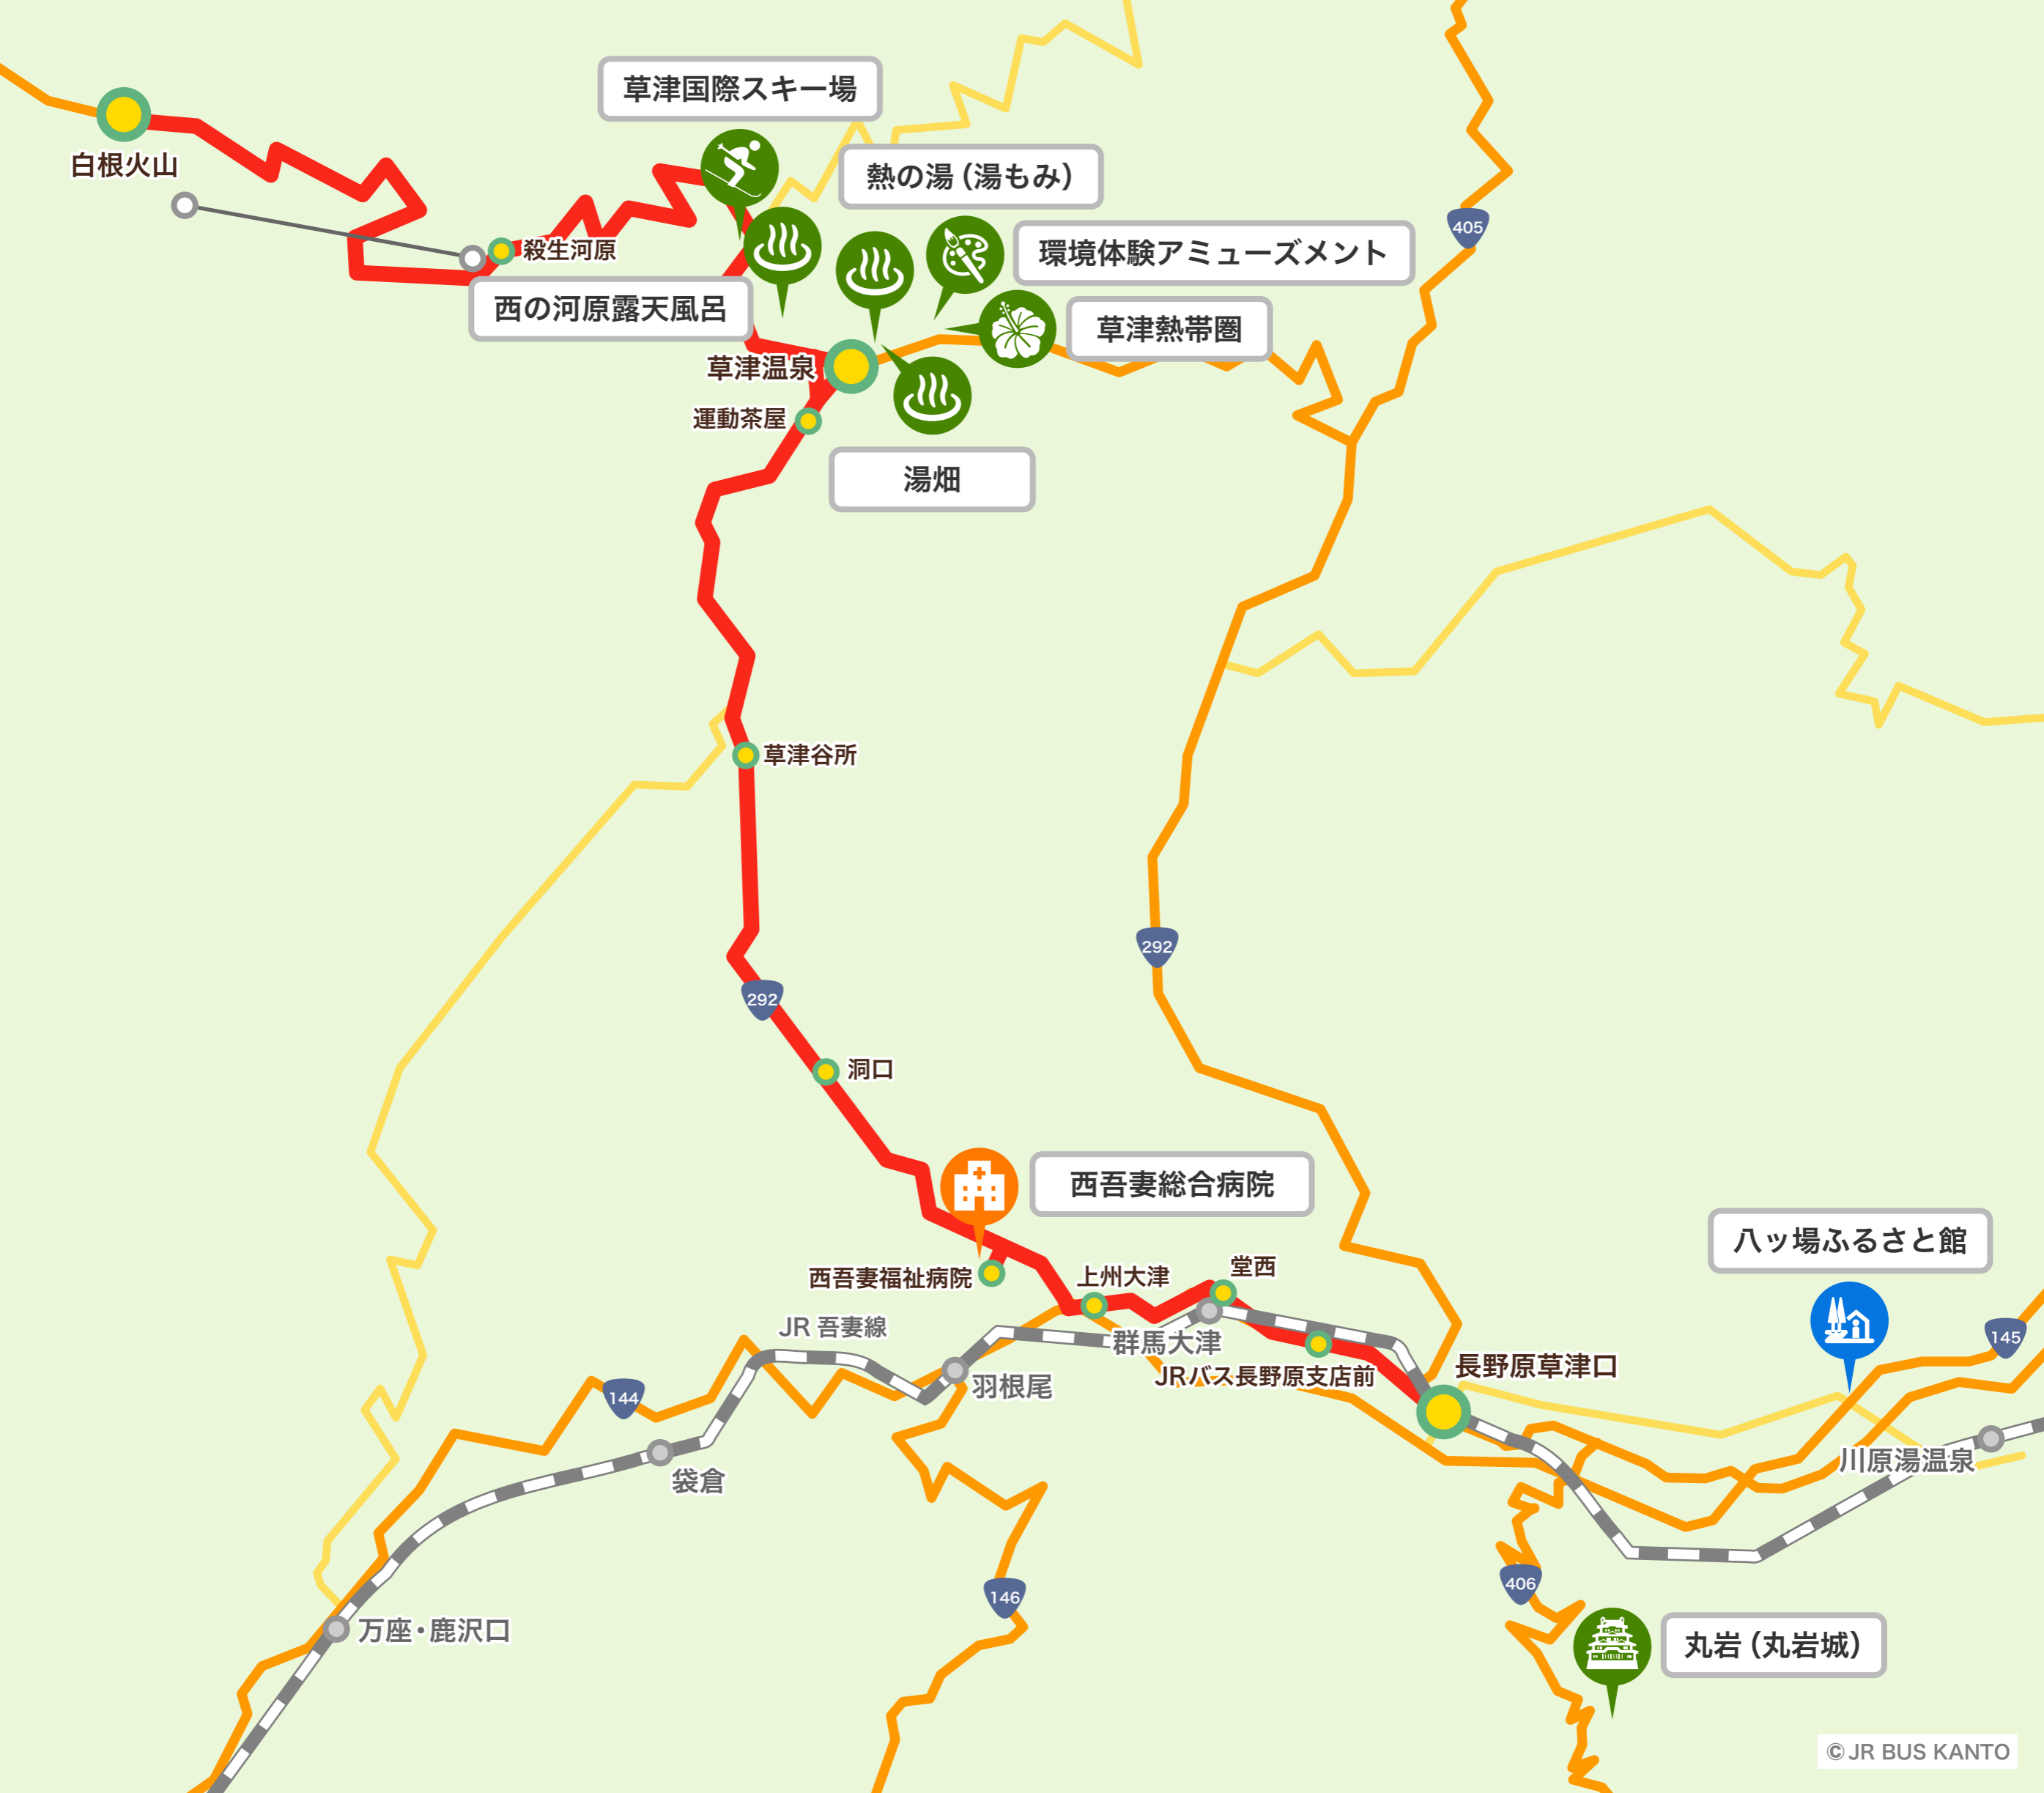 草津国際スキー場
白根火山
熱の湯（湯もみ）
405
殺生河原
環境体験アミューズメント
西の河原露天風呂
草津熱帯圏
草津温泉
運動茶屋
湯畑
草津谷所
292
292
洞口
西吾妻総合病院
八ッ場ふるさと館
堂西
西吾妻福祉病院
上州大津
JR 吾妻線
群馬大津
145
長野原草津口
JRバス長野原支店前
羽根尾
144
川原湯温泉
袋倉
406
146
万座・鹿沢口
丸岩（丸岩城）
© JR BUS KANTO